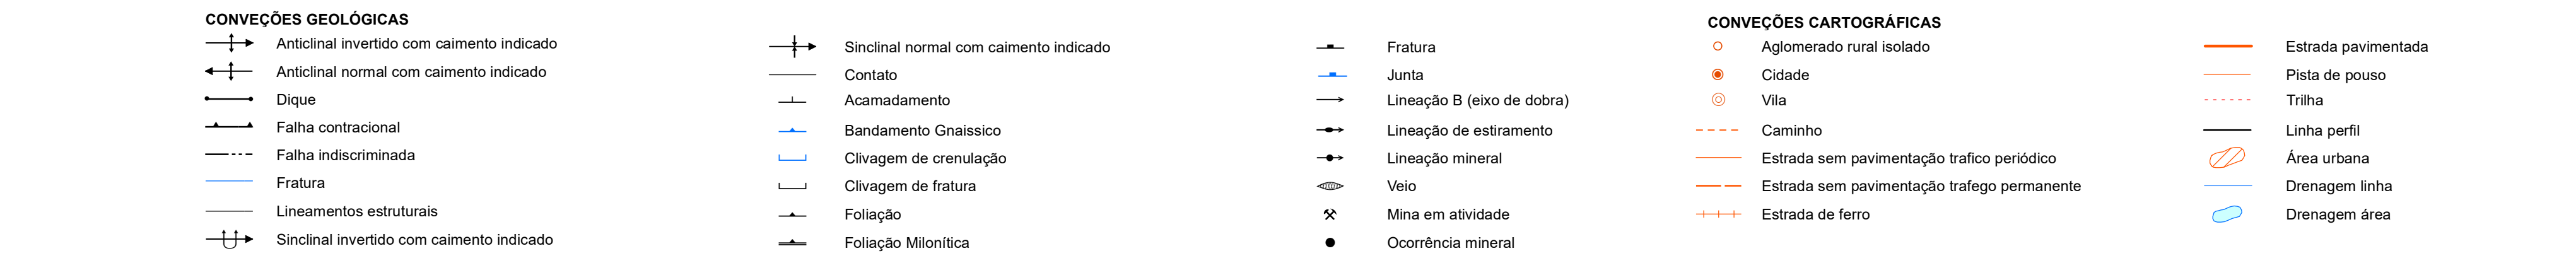 CONVEÇÕES GEOLÓGICAS
Anticlinal invertido com caimento indicado
Anticlinal normal com caimento indicado
Dique
Falha contracional
Falha indiscriminada
Fratura
Lineamentos estruturais
Sinclinal invertido com caimento indicado
Sinclinal normal com caimento indicado
Contato
Acamadamento
Bandamento Gnaissico
Clivagem de crenulação
Clivagem de fratura
Foliação
Foliação Milonítica
Fratura
Junta
Lineação B (eixo de dobra)
Lineação de estiramento
Lineação mineral
Veio
Mina em atividade
Ocorrência mineral
CONVEÇÕES CARTOGRÁFICAS
Aglomerado rural isolado
Cidade
Vila
Caminho
Estrada sem pavimentação trafico periódico
Estrada sem pavimentação trafego permanente
Estrada de ferro
Estrada pavimentada
Pista de pouso
Trilha
Linha perfil
Área urbana
Drenagem linha
Drenagem área